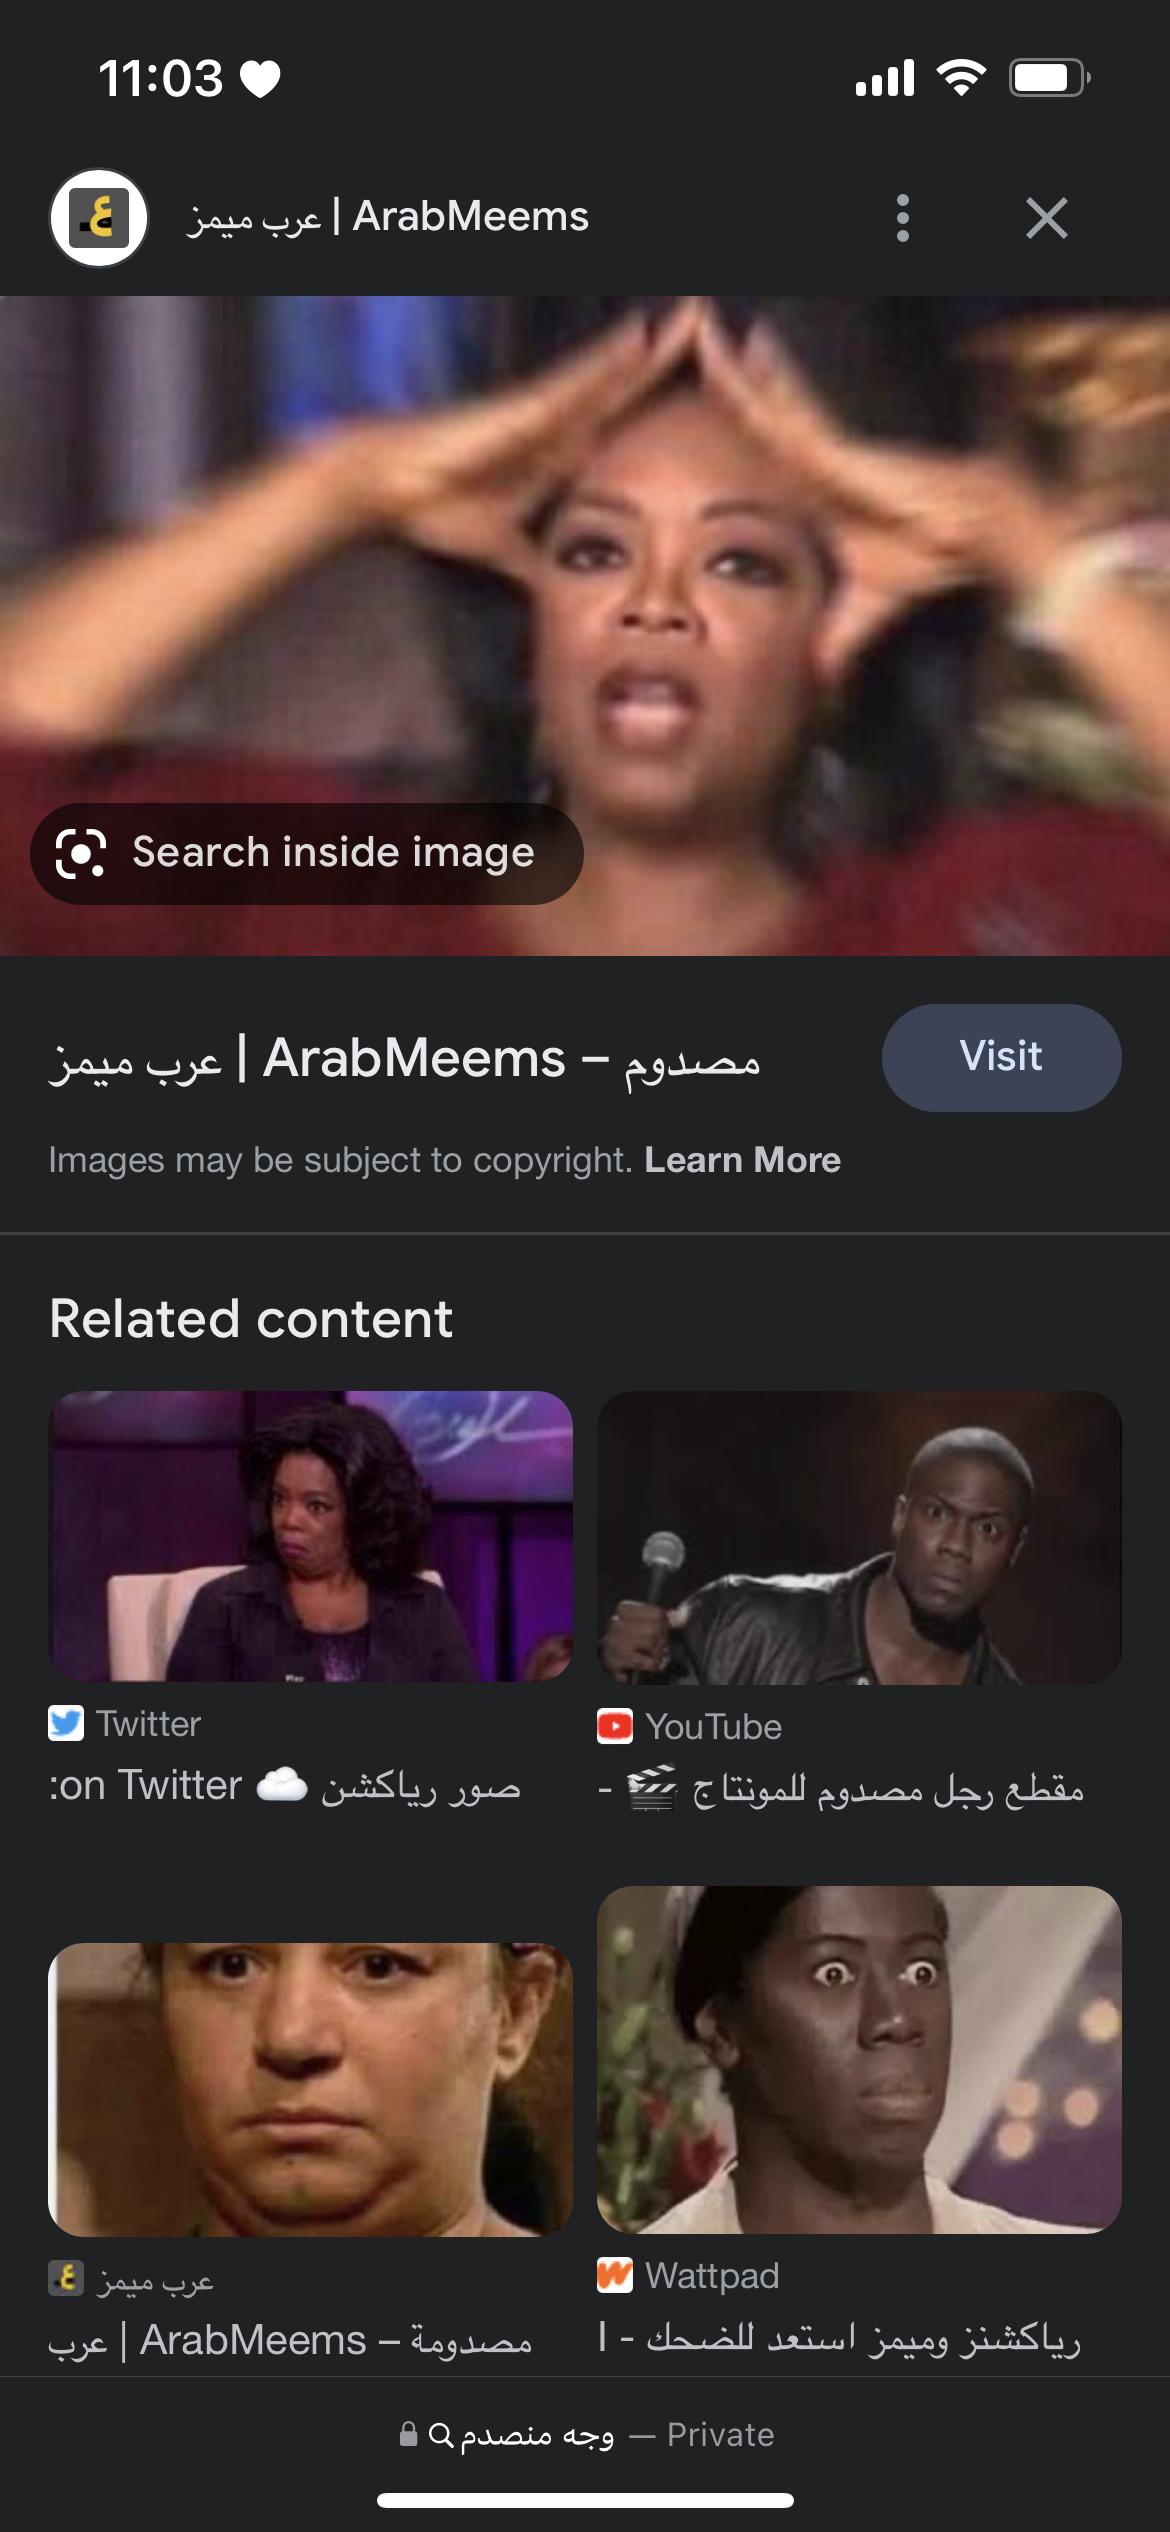 11:03
عرب ميمز | ArabMeems
Search inside image
عرب ميمز | ArabMeems – مصدوم
Visit
Images may be subject to copyright. Learn More
Related content
Twitter
:on Twitter ☁️ صور رياكشن
YouTube
- 🎬 مقطع رجل مصدوم للمونتاج
عرب ميمز
عرب | ArabMeems – مصدومة
Wattpad
رياكشنز وميمز استعد للضحك - ا
وجه منصدم — Private